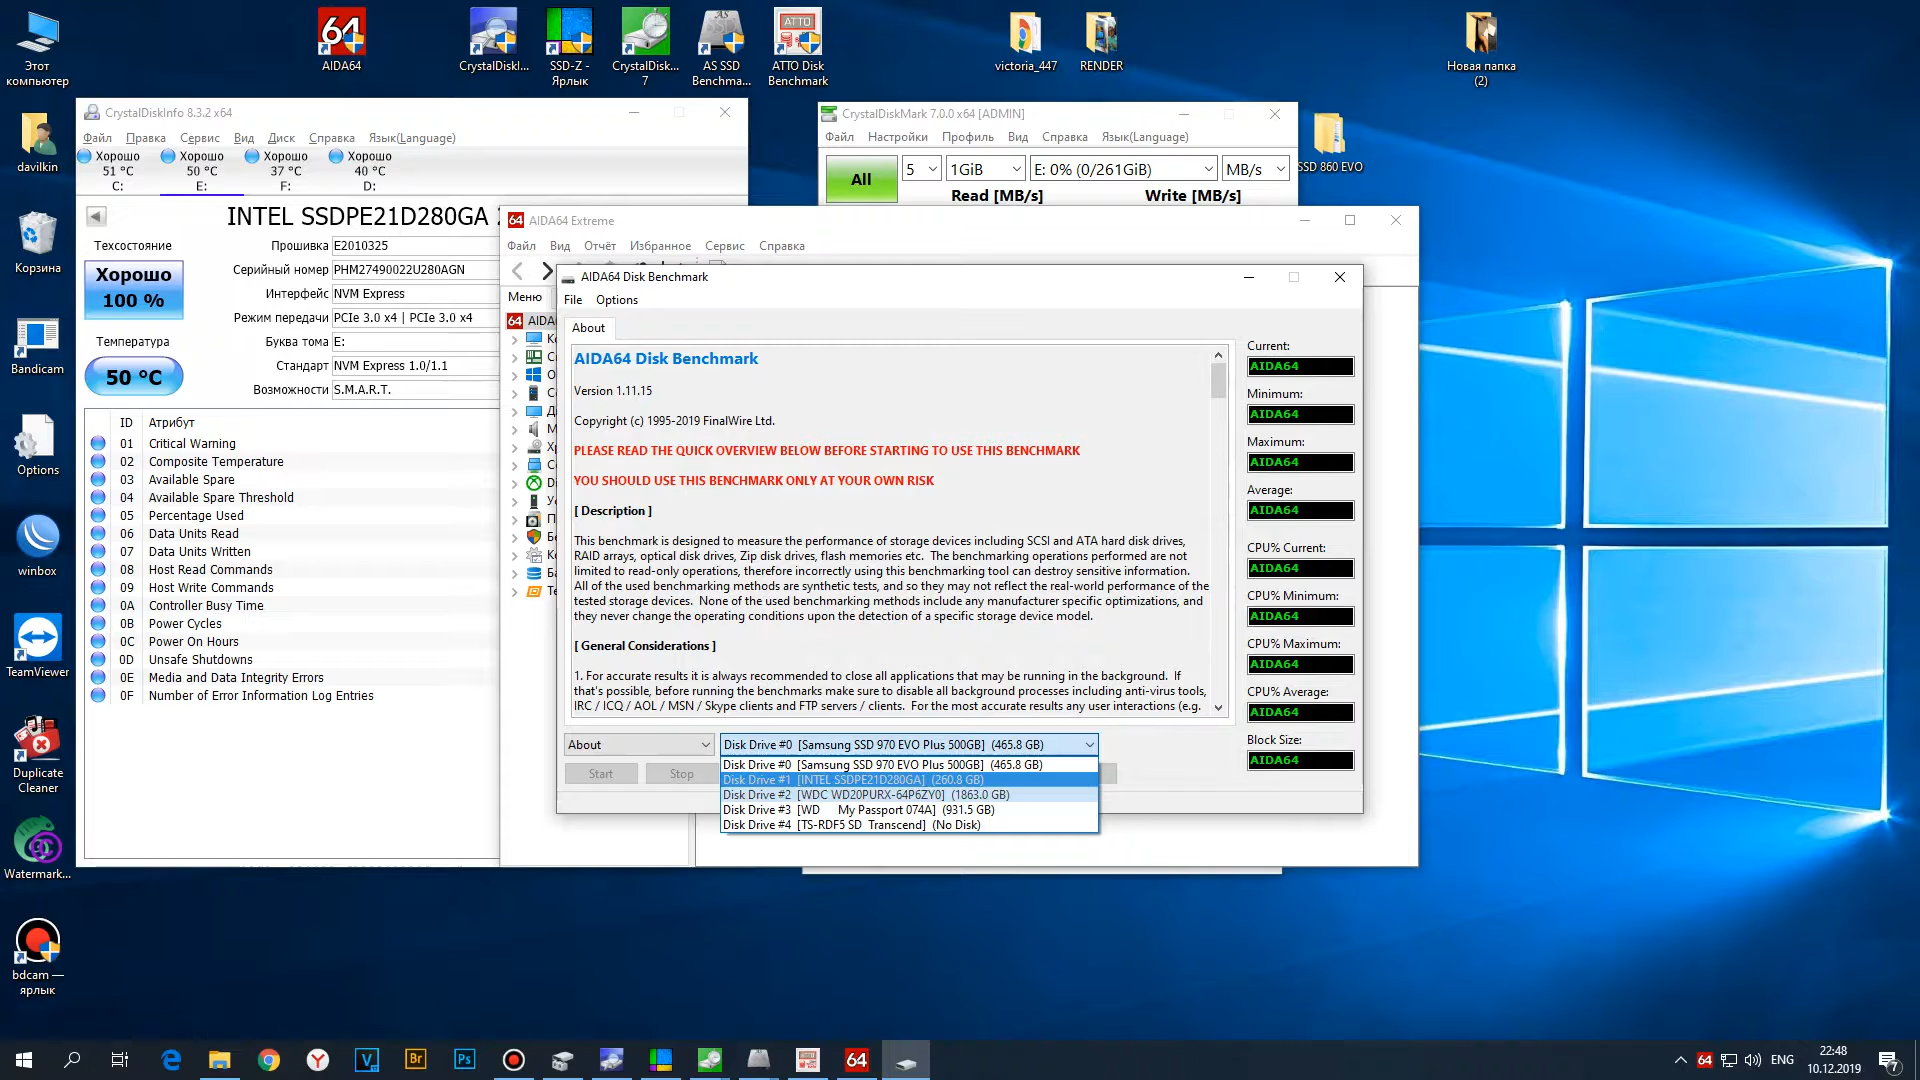 Этот
компьютер
AIDA64
CrystalDiskI...
SSD-Z -
Ярлык
CrystalDisk...
7
AS SSD
Benchma...
ATTO Disk
Benchmark
victoria_447
RENDER
Новая папка
(2)
davilkin
Корзина
Bandicam
Options
winbox
TeamViewer
Duplicate
Cleaner
Watermark...
bdcam —
ярлык
SSD 860 EVO
CrystalDiskInfo 8.3.2 x64
Файл Правка Сервис Вид Диск Справка Язык(Language)
Хорошо Хорошо Хорошо Хорошо
51 °C 50 °C 37 °C 40 °C
C: E: F: D:
INTEL SSDPE21D280GA
Техсостояние
Хорошо
100 %
Температура
50 °C
Прошивка E2010325
Серийный номер PHM27490022U280AGN
Интерфейс NVM Express
Режим передачи PCIe 3.0 x4 | PCIe 3.0 x4
Буква тома E:
Стандарт NVM Express 1.0/1.1
Возможности S.M.A.R.T.
ID Атрибут
01 Critical Warning
02 Composite Temperature
03 Available Spare
04 Available Spare Threshold
05 Percentage Used
06 Data Units Read
07 Data Units Written
08 Host Read Commands
09 Host Write Commands
0A Controller Busy Time
0B Power Cycles
0C Power On Hours
0D Unsafe Shutdowns
0E Media and Data Integrity Errors
0F Number of Error Information Log Entries
CrystalDiskMark 7.0.0 x64 [ADMIN]
Файл Настройки Профиль Вид Справка Язык(Language)
All 5 1GiB E: 0% (0/261GiB) MB/s
Read [MB/s] Write [MB/s]
64 AIDA64 Extreme
Файл Вид Отчёт Избранное Сервис Справка
Меню
64 AIDA
AIDA64 Disk Benchmark
File Options
About
AIDA64 Disk Benchmark
Version 1.11.15
Copyright (c) 1995-2019 FinalWire Ltd.
PLEASE READ THE QUICK OVERVIEW BELOW BEFORE STARTING TO USE THIS BENCHMARK
YOU SHOULD USE THIS BENCHMARK ONLY AT YOUR OWN RISK
[ Description ]
This benchmark is designed to measure the performance of storage devices including SCSI and ATA hard disk drives,
RAID arrays, optical disk drives, Zip disk drives, flash memories etc. The benchmarking operations performed are not
limited to read-only operations, therefore incorrectly using this benchmarking tool can destroy sensitive information.
All of the used benchmarking methods are synthetic tests, and so they may not reflect the real-world performance of the
tested storage devices. None of the used benchmarking methods include any manufacturer specific optimizations, and
they never change the operating conditions upon the detection of a specific storage device model.
[ General Considerations ]
1. For accurate results it is always recommended to close all applications that may be running in the background. If
that's possible, before running the benchmarks make sure to disable all background processes including anti-virus tools,
IRC / ICQ / AOL / MSN / Skype clients and FTP servers / clients. For the most accurate results any user interactions (e.g.
About
Disk Drive #0 [Samsung SSD 970 EVO Plus 500GB] (465.8 GB)
Start Stop
Disk Drive #0 [Samsung SSD 970 EVO Plus 500GB] (465.8 GB)
Disk Drive #1 [INTEL SSDPE21D280GA] (260.8 GB)
Disk Drive #2 [WDC WD20PURX-64P6ZY0] (1863.0 GB)
Disk Drive #3 [WD My Passport 074A] (931.5 GB)
Disk Drive #4 [TS-RDF5 SD Transcend] (No Disk)
Current:
AIDA64
Minimum:
AIDA64
Maximum:
AIDA64
Average:
AIDA64
CPU% Current:
AIDA64
CPU% Minimum:
AIDA64
CPU% Maximum:
AIDA64
CPU% Average:
AIDA64
Block Size:
AIDA64
V Br Ps 64
64 ENG
22:48
10.12.2019
7